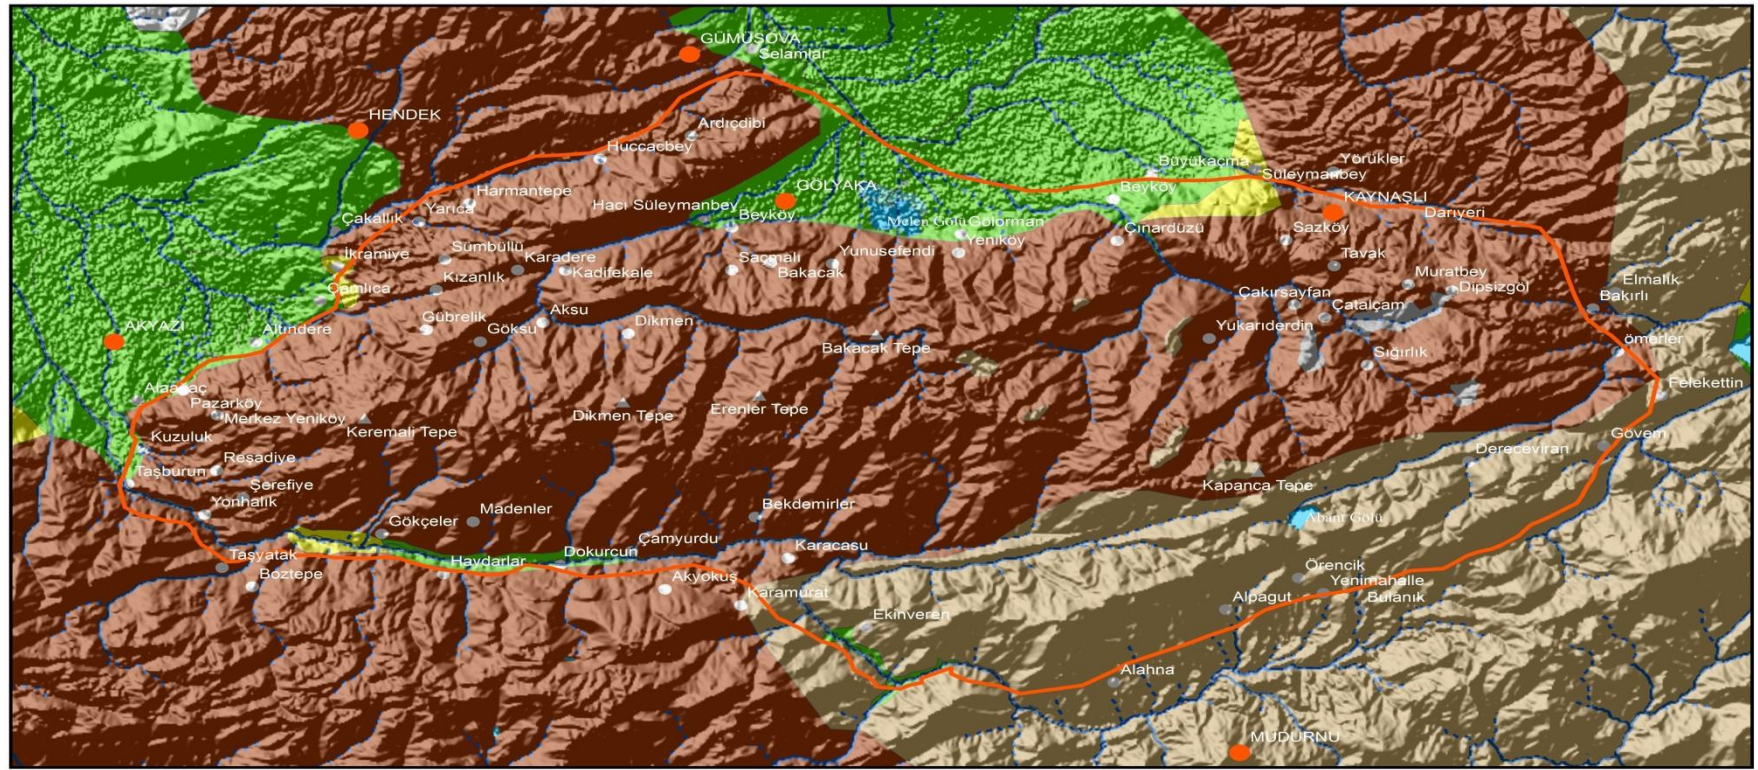 GÜMÜŞOVA
Selamlar
HENDEK
Ardıçdibi
Huccacbey
Büyükaçma
Yörükler
Süleymanbey
Harmantepe
GÖLYAKA
Beyköy
KAYNAŞLI
Hacı Süleymanbey
Yarıca
Çakallık
Beyköy
Melen Gölü
Gölorman
Darıyeri
Çınardüzü
Sazköy
Yeniköy
Sümbüllü
İkramiye
Karadere
Saçmalı
Yunusefendi
Tavak
Kızanlık
Kadifekale
Bakacak
Muratbey
Elmalık
Çamlıca
Dipsizgöl
Çakırsayfan
Bakırlı
Aksu
Çatalçam
Gübrelik
Göksu
Dikmen
AKYAZI
Altındere
Yukarıderdin
Bakacak Tepe
Sığırlık
ömerler
Alaağaç
Felekettin
Pazarköy
Merkez Yeniköy
Dikmen Tepe
Erenler Tepe
Keremali Tepe
Kuzuluk
Gövem
Dereceviran
Reşadiye
Taşburun
Şerefiye
Kapanca Tepe
Yonhalık
Madenler
Bekdemirler
Gökçeler
Abant Gölü
Çamyurdu
Karacasu
Taşyatak
Dokurcun
Haydarlar
Boztepe
Akyokuş
Örencik
Yenimahalle
Karamurat
Alpagut
Bulanık
Ekinveren
Alahna
MUDURNU